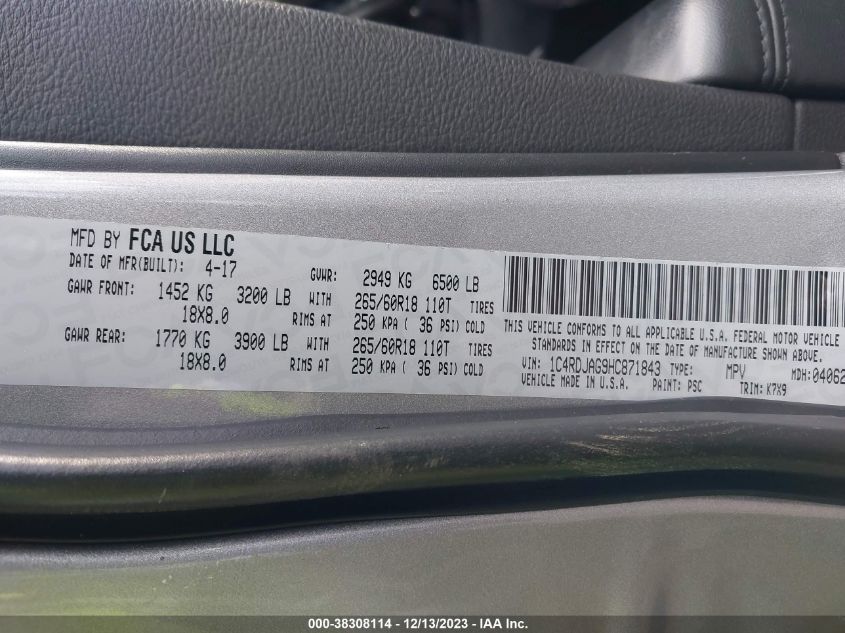 MFD BY FCA US LLC
DATE OF MFR(BUILT): 4-17 GVWR: 2949 KG 6500 LB
GAWR FRONT: 1452 KG 3200 LB WITH 265/60R18 110T TIRES
18X8.0 RIMS AT 250 KPA ( 36 PSI) COLD
GAWR REAR: 1770 KG 3900 LB WITH 265/60R18 110T TIRES
18X8.0 RIMS AT 250 KPA ( 36 PSI) COLD
THIS VEHICLE CONFORMS TO ALL APPLICABLE U.S.A. FEDERAL MOTOR VEHICLE
STANDARDS IN EFFECT ON THE DATE OF MANUFACTURE SHOWN ABOVE.
VIN: 1C4RDJAG9HC871843 TYPE: MPV MDH: 04062
VEHICLE MADE IN U.S.A. PAINT: PSC TRIM: K7X9
000-38308114 - 12/13/2023 - IAA Inc.